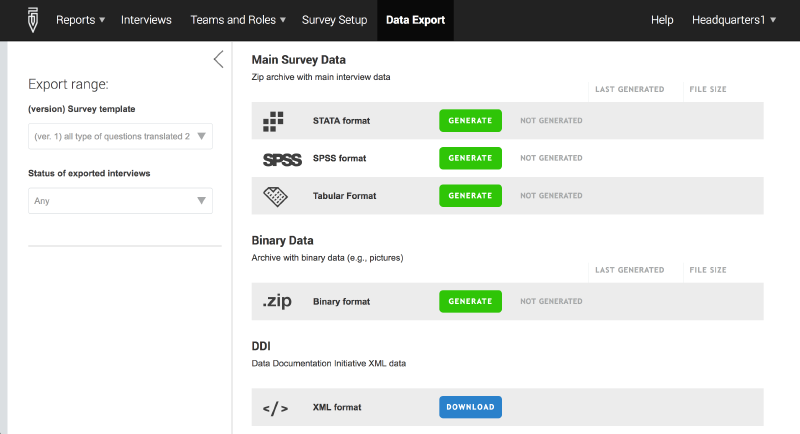 Reports ▾ Interviews Teams and Roles ▾ Survey Setup Data Export Help Headquarters1 ▾
Export range:
(version) Survey template
(ver. 1) all type of questions translated 2
Status of exported interviews
Any
Main Survey Data
Zip archive with main interview data
LAST GENERATED FILE SIZE
STATA format GENERATE NOT GENERATED
SPSS SPSS format GENERATE NOT GENERATED
Tabular Format GENERATE NOT GENERATED
Binary Data
Archive with binary data (e.g., pictures)
LAST GENERATED FILE SIZE
.zip Binary format GENERATE NOT GENERATED
DDI
Data Documentation Initiative XML data
</> XML format DOWNLOAD